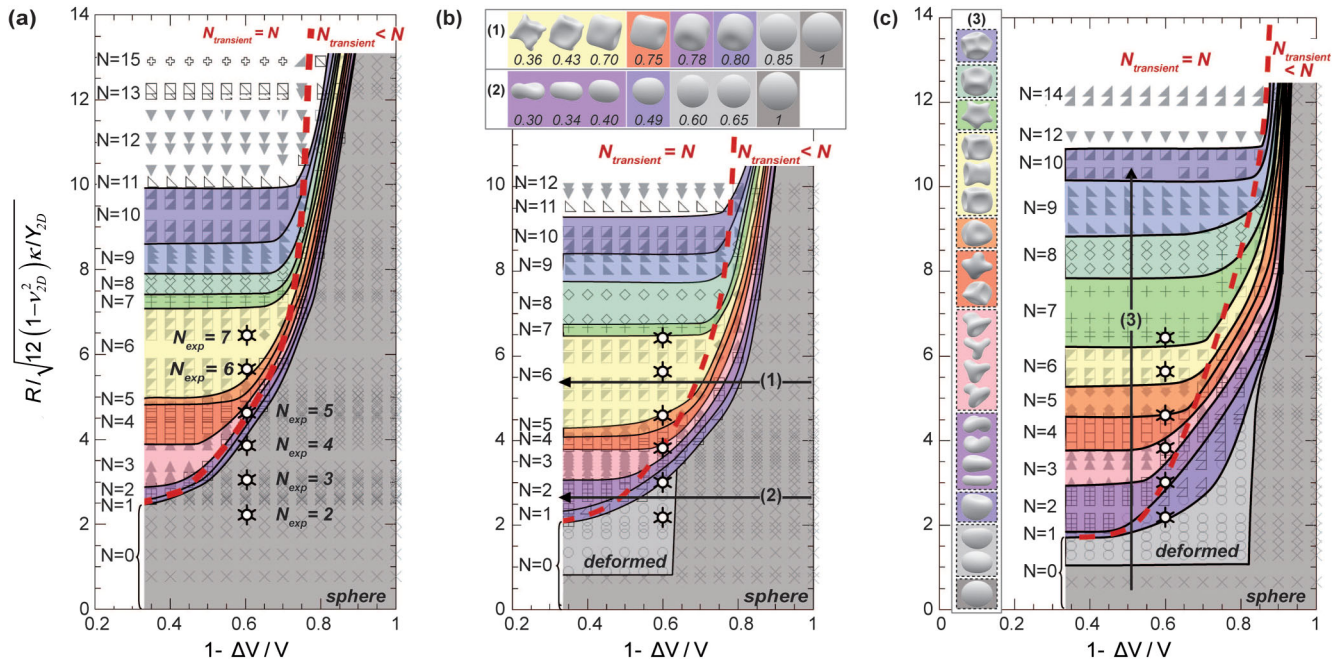 (a)
N_transient = N
N_transient < N
14
12
10
8
6
4
2
0
N=15
N=13
N=12
N=11
N=10
N=9
N=8
N=7
N=6
N=5
N=4
N=3
N=2
N=1
N=0
N_exp = 7
N_exp = 6
N_exp = 5
N_exp = 4
N_exp = 3
N_exp = 2
sphere
R/√12(1-ν²_2D)κ/Y_2D
0.2 0.4 0.6 0.8 1
1- ΔV / V
(b)
(1)
0.36 0.43 0.70 0.75 0.78 0.80 0.85 1
(2)
0.30 0.34 0.40 0.49 0.60 0.65 1
N_transient = N
N_transient < N
10
8
6
4
2
0
N=12
N=11
N=10
N=9
N=8
N=7
N=6
N=5
N=4
N=3
N=2
N=1
N=0
(1)
(2)
deformed
sphere
0.2 0.4 0.6 0.8 1
1- ΔV / V
(c)
(3)
N_transient = N
N_transient < N
14
12
10
8
6
4
2
0
N=14
N=12
N=10
N=9
N=8
N=7
N=6
N=5
N=4
N=3
N=2
N=1
N=0
(3)
deformed
sphere
0.2 0.4 0.6 0.8 1
1- ΔV / V